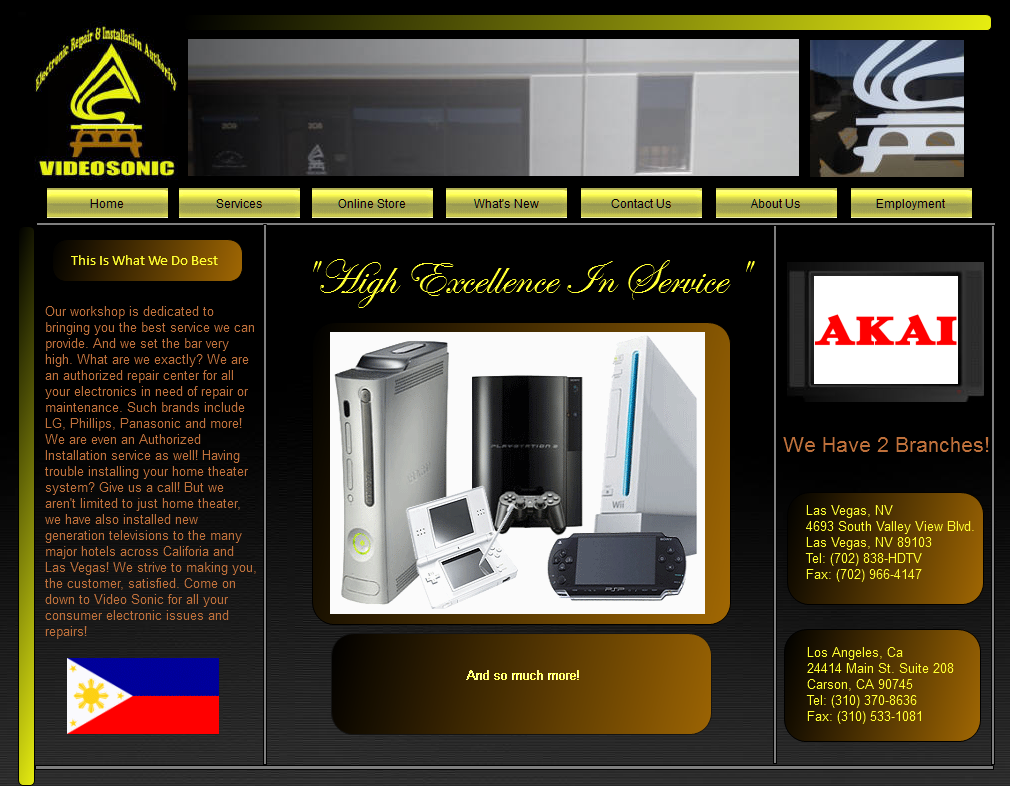 Electronic Repair & Installation Authority
VIDEOSONIC
208
208
Home
Services
Online Store
What's New
Contact Us
About Us
Employment
This Is What We Do Best
Our workshop is dedicated to
bringing you the best service we can
provide. And we set the bar very
high. What are we exactly? We are
an authorized repair center for all
your electronics in need of repair or
maintenance. Such brands include
LG, Phillips, Panasonic and more!
We are even an Authorized
Installation service as well! Having
trouble installing your home theater
system? Give us a call! But we
aren't limited to just home theater,
we have also installed new
generation televisions to the many
major hotels across Califoria and
Las Vegas! We strive to making you,
the customer, satisfied. Come on
down to Video Sonic for all your
consumer electronic issues and
repairs!
"High Excellence In Service "
PLAYSTATION 3
Wii
SONY
PSP
And so much more!
AKAI
We Have 2 Branches!
Las Vegas, NV
4693 South Valley View Blvd.
Las Vegas, NV 89103
Tel: (702) 838-HDTV
Fax: (702) 966-4147
Los Angeles, Ca
24414 Main St. Suite 208
Carson, CA 90745
Tel: (310) 370-8636
Fax: (310) 533-1081